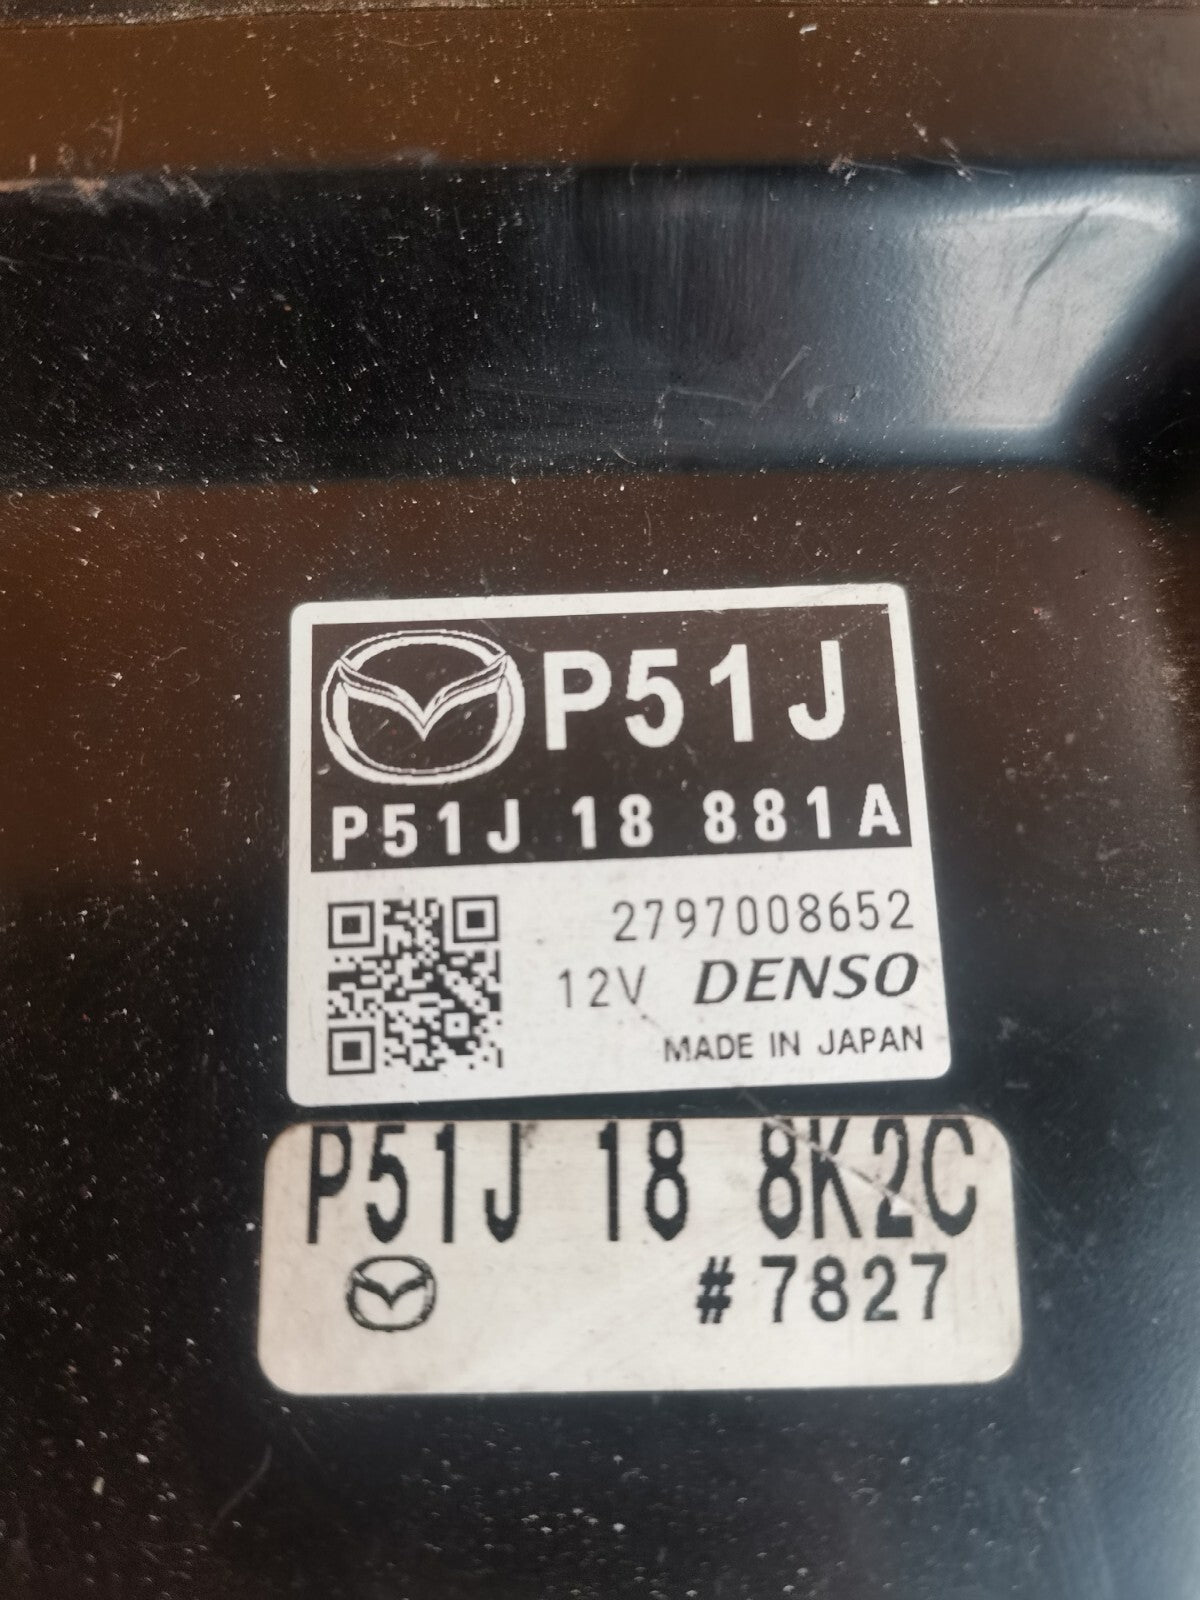 P51J
P51J 18 881A
2797008652
12V DENSO
MADE IN JAPAN
P51J 18 8K2C
#7827